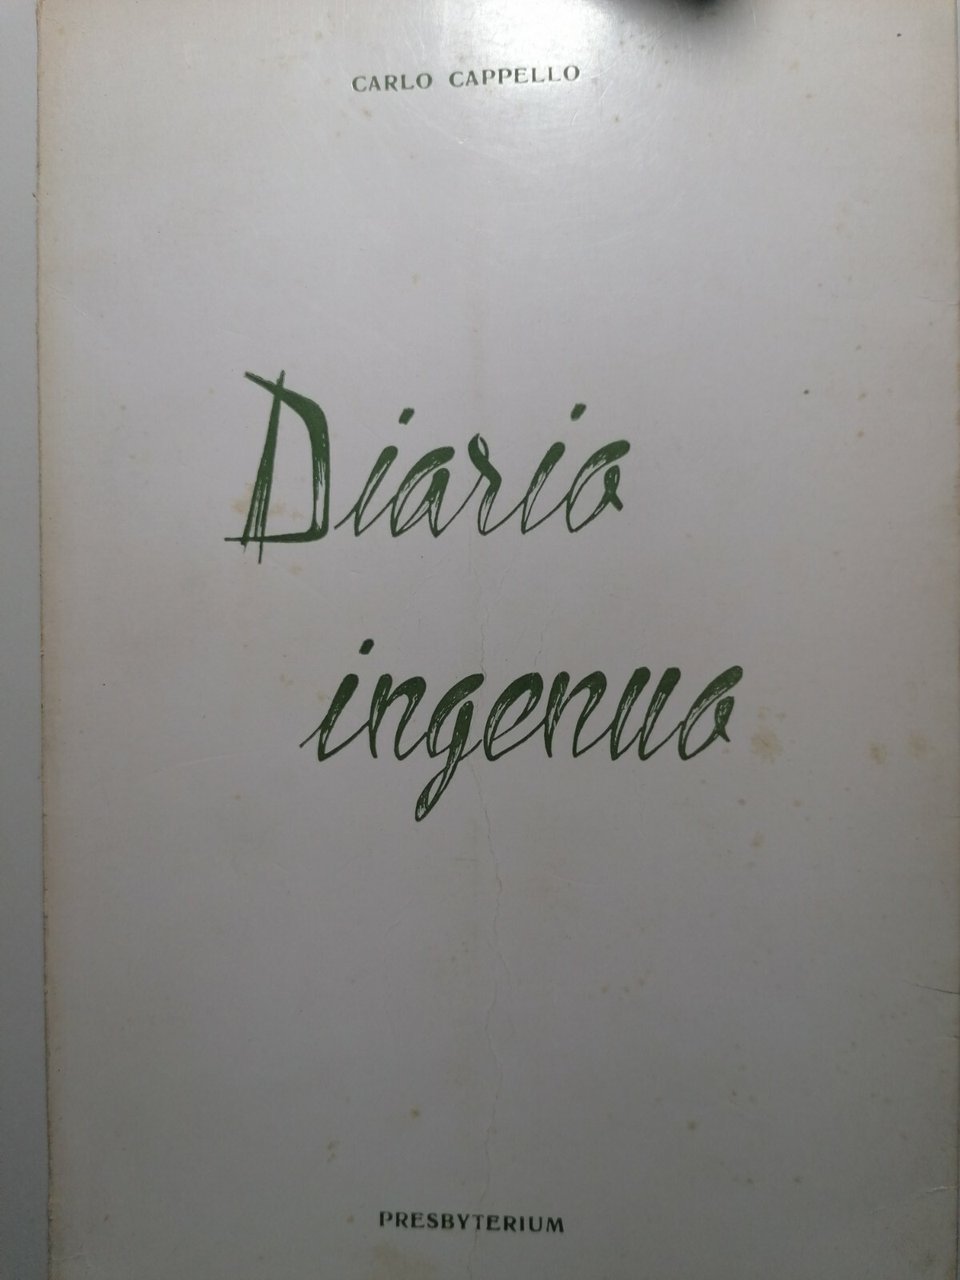 CARLO CAPPELLO
Diario
ingenuo
PRESBYTERIUM